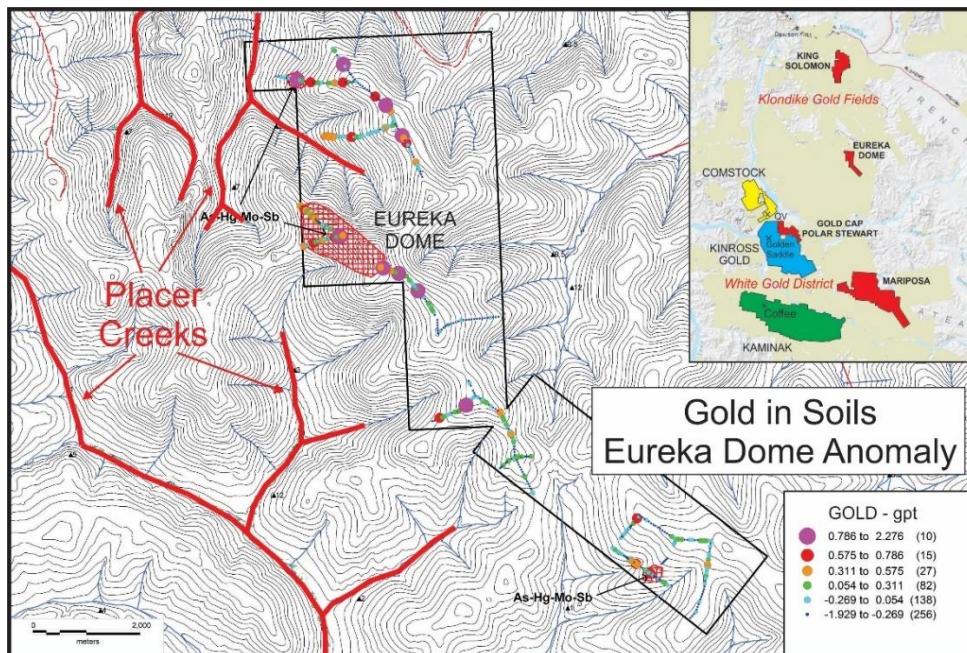 As-Hg-Mo-Sb
EUREKA
DOME
Placer
Creeks
As-Hg-Mo-Sb
0
2,000
meters
KING
SOLOMON
Klondike Gold Fields
EUREKA
DOME
COMSTOCK
QV
GOLD CAP
POLAR STEWART
KINROSS
GOLD
Golden
Saddle
MARIPOSA
White Gold District
Coffee
KAMINAK
Gold in Soils
Eureka Dome Anomaly
GOLD - gpt
0.786 to 2.276 (10)
0.575 to 0.786 (15)
0.311 to 0.575 (27)
0.054 to 0.311 (82)
-0.269 to 0.054 (138)
-1.929 to -0.269 (256)